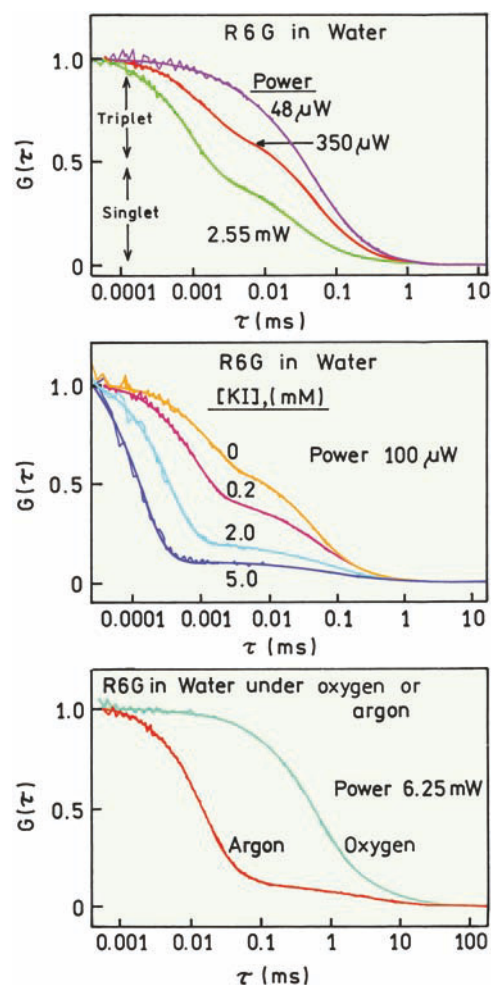 R6G in Water
Power
48 μW
350 μW
2.55 mW
Triplet
Singlet
G(τ)
1.0
0.5
0
0.0001 0.001 0.01 0.1 1 10
τ (ms)
R6G in Water
[KI],(mM)
0
0.2
2.0
5.0
Power 100 μW
G(τ)
1.0
0.5
0
0.0001 0.001 0.01 0.1 1 10
τ (ms)
R6G in Water under oxygen or
argon
Power 6.25 mW
Argon
Oxygen
G(τ)
1.0
0.5
0
0.001 0.01 0.1 1 10 100
τ (ms)